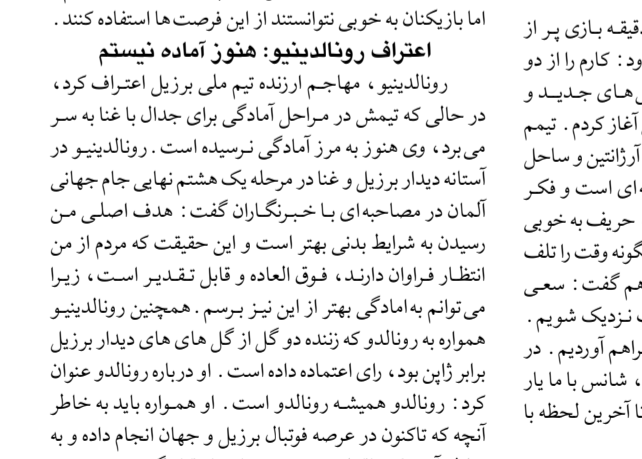 دقیقه بازی پر از
ود : کارم را از دو
ل‌های جدید و
آغاز کردم . تیمم
آرژانتین و ساحل
ه‌ای است و فکر
حریف به خوبی
گونه وقت را تلف
هم گفت : سعی
نزدیک شویم .
راهم آوردیم . در
، شانس با ما یار
تا آخرین لحظه با
اما بازیکنان به خوبی نتوانستند از این فرصت‌ها استفاده کنند .
اعتراف رونالدینیو: هنوز آماده نیستم
رونالدینیو ، مهاجم ارزنده تیم ملی برزیل اعتراف کرد،
در حالی که تیمش در مراحل آمادگی برای جدال با غنا به سر
می‌برد، وی هنوز به مرز آمادگی نرسیده است . رونالدینیو در
آستانه دیدار برزیل و غنا در مرحله یک هشتم نهایی جام جهانی
آلمان در مصاحبه‌ای با خبرنگاران گفت : هدف اصلی من
رسیدن به شرایط بدنی بهتر است و این حقیقت که مردم از من
انتظار فراوان دارند، فوق العاده و قابل تقدیر است، زیرا
می‌توانم به‌امادگی بهتر از این نیز برسم. همچنین رونالدینیو
همواره به رونالدو که زننده دو گل از گل های های دیدار برزیل
برابر ژاپن بود، رای اعتماده داده است . او درباره رونالدو عنوان
کرد : رونالدو همیشه رونالدو است . او همواره باید به خاطر
آنچه که تاکنون در عرصه فوتبال برزیل و جهان انجام داده و به